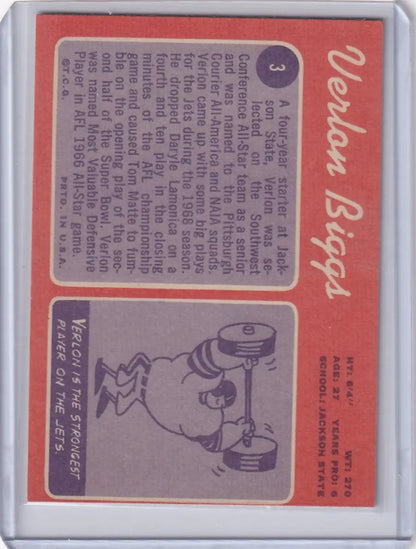 Verlon Biggs
HT: 6'4" WT: 270
AGE: 27 YEARS PRO: 6
SCHOOL: JACKSON STATE
3
A four-year starter at Jack-
son State, Verlon was se-
lected on the Southwest
Conference All-Star team as a senior
and was named to the Pittsburgh
Courier All-America and NAIA squads.
Verlon came up with some big plays
for the Jets during the 1968 season.
He dropped Daryle Lamonica on a
fourth and ten play in the closing
minutes of the AFL championship
game and caused Tom Matte to fum-
ble on the opening play of the sec-
ond half of the Super Bowl. Verlon
was named Most Valuable Defensive
Player in AFL 1966 All-Star game.
©T.C.G. PRTD. IN U.S.A.
VERLON IS THE STRONGEST
PLAYER ON THE JETS.